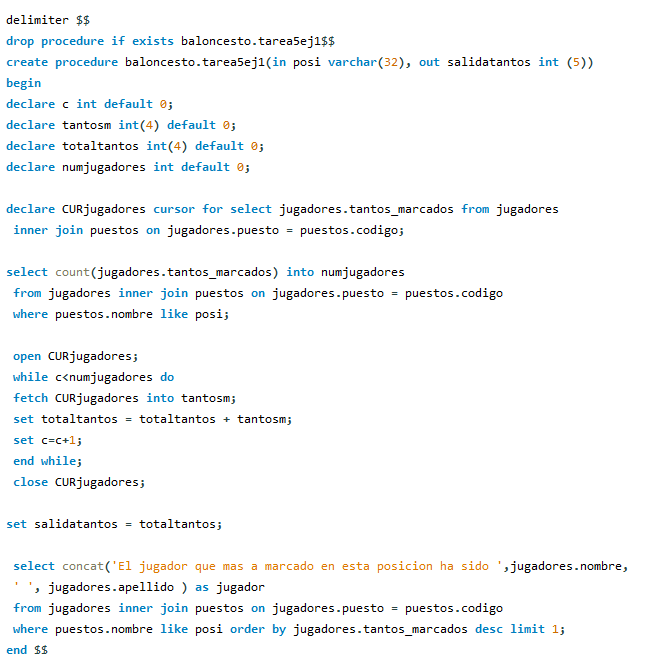 delimiter $$
drop procedure if exists baloncesto.tarea5ej1$$
create procedure baloncesto.tarea5ej1(in posi varchar(32), out salidatantos int (5))
begin
declare c int default 0;
declare tantosm int(4) default 0;
declare totaltantos int(4) default 0;
declare numjugadores int default 0;
declare CURjugadores cursor for select jugadores.tantos_marcados from jugadores
inner join puestos on jugadores.puesto = puestos.codigo;
select count(jugadores.tantos_marcados) into numjugadores
from jugadores inner join puestos on jugadores.puesto = puestos.codigo
where puestos.nombre like posi;
open CURjugadores;
while c<numjugadores do
fetch CURjugadores into tantosm;
set totaltantos = totaltantos + tantosm;
set c=c+1;
end while;
close CURjugadores;
set salidatantos = totaltantos;
select concat('El jugador que mas a marcado en esta posicion ha sido ',jugadores.nombre,
' ', jugadores.apellido ) as jugador
from jugadores inner join puestos on jugadores.puesto = puestos.codigo
where puestos.nombre like posi order by jugadores.tantos_marcados desc limit 1;
end $$